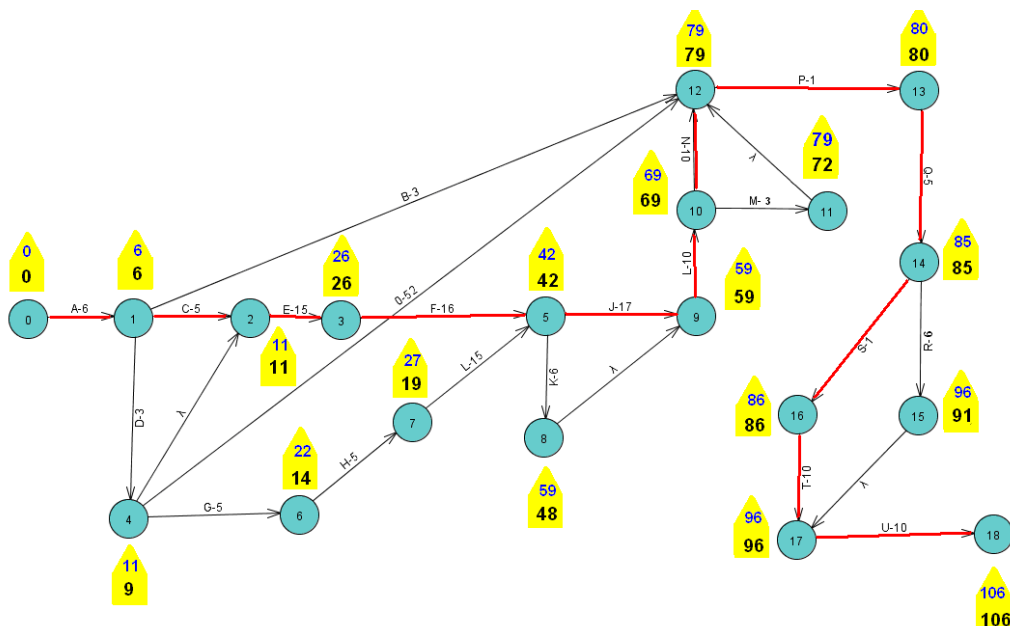 79
79
80
80
12
P-1
13
79
72
N-10
λ
B-3
69
69
10
M- 3
11
Q-5
0-52
L-10
0
0
6
6
26
26
42
42
59
59
14
85
85
0
A-6
1
C-5
2
E-15
3
F-16
5
J-17
9
11
11
S-1
R-6
D-3
λ
27
19
L-15
K-6
λ
7
86
86
16
15
96
91
22
14
H-5
8
T-10
λ
4
G-5
6
59
48
96
96
17
U-10
18
11
9
106
106